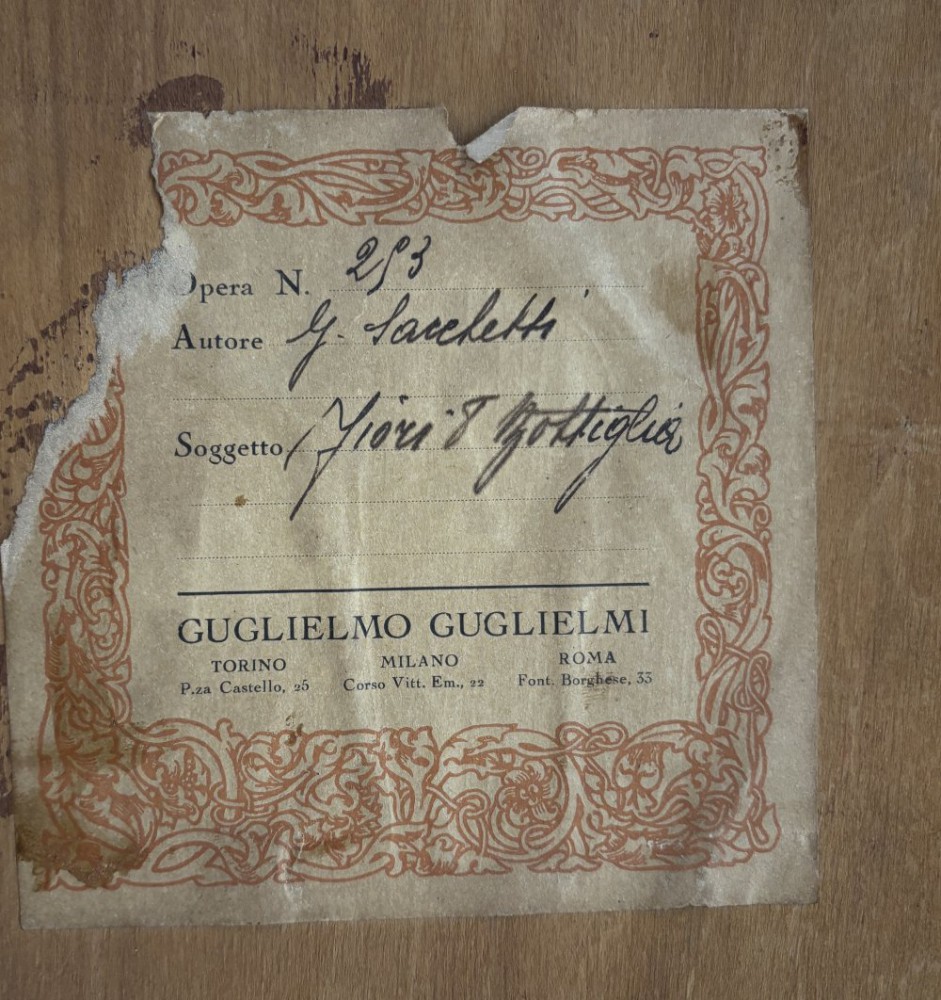 Opera N. 253
Autore G. Sacchetti
Soggetto Fiori e Bottiglia
GUGLIELMO GUGLIELMI
TORINO MILANO ROMA
P.za Castello, 25 Corso Vitt. Em., 22 Font. Borghese, 33